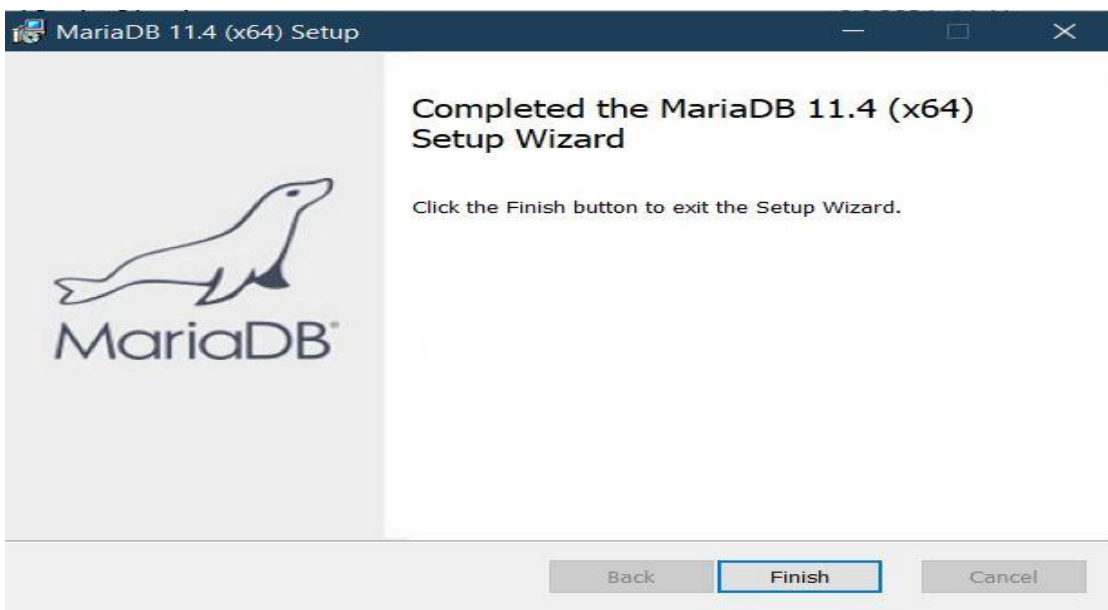 MariaDB 11.4 (x64) Setup
Completed the MariaDB 11.4 (x64)
Setup Wizard
Click the Finish button to exit the Setup Wizard.
MariaDB®
Back Finish Cancel